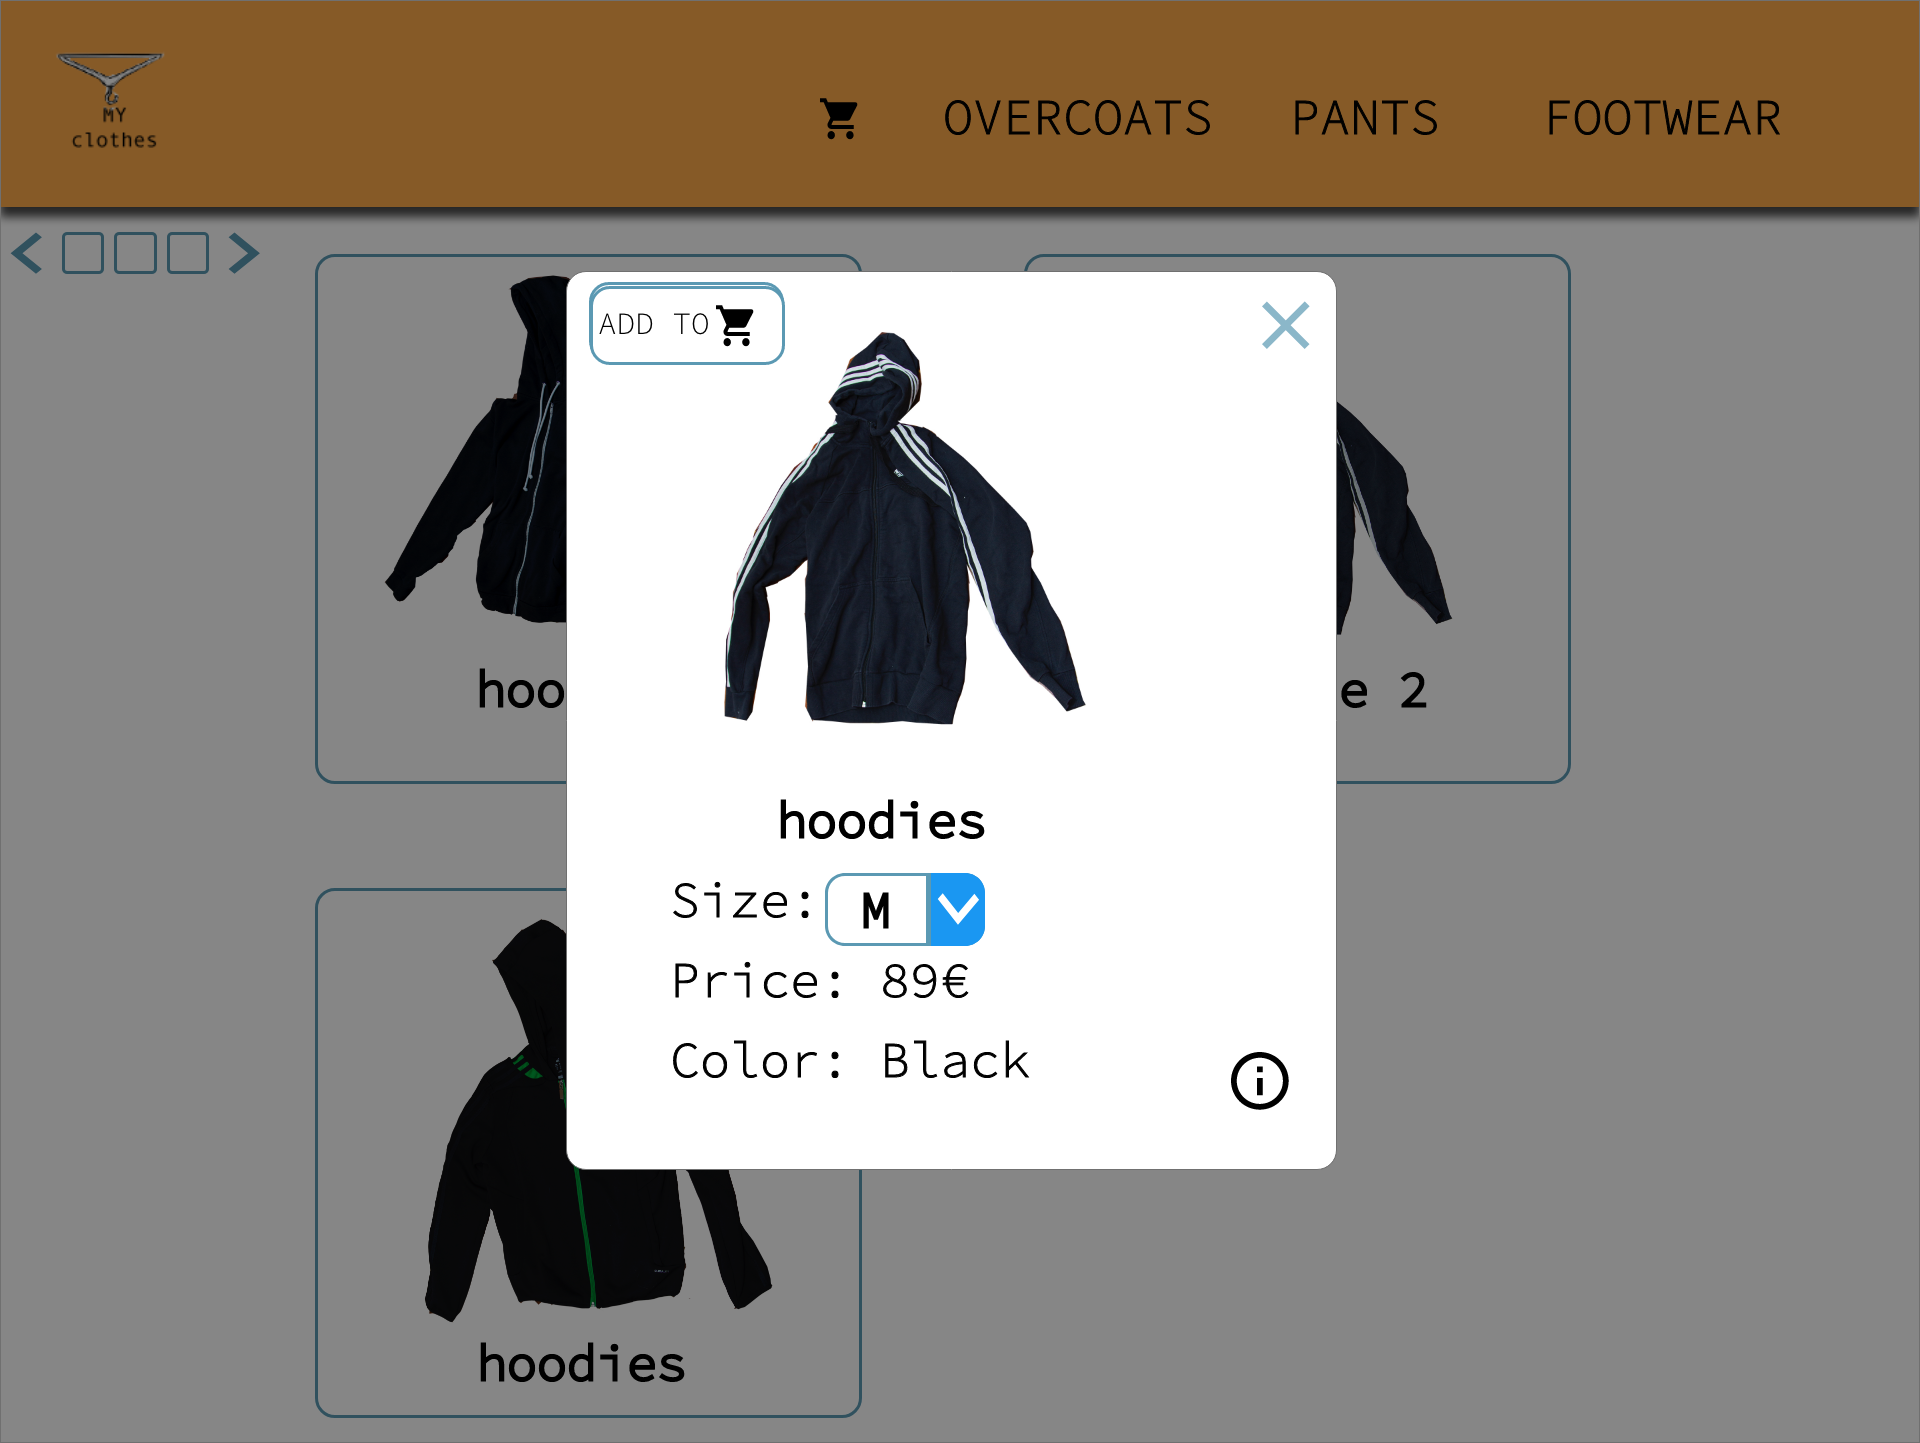 MY
clothes
OVERCOATS PANTS FOOTWEAR
ADD TO
hoo
e 2
hoodies
Size: M
Price: 89€
Color: Black
hoodies